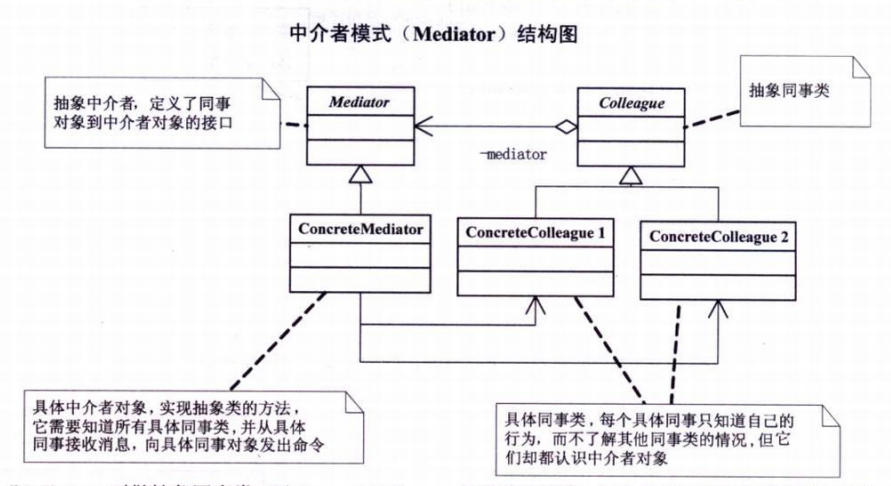 中介者模式（Mediator）结构图
抽象中介者，定义了同事
对象到中介者对象的接口
Mediator
Colleague
抽象同事类
-mediator
ConcreteMediator
ConcreteColleague 1
ConcreteColleague 2
具体中介者对象，实现抽象类的方法，
它需要知道所有具体同事类，并从具体
同事接收消息，向具体同事对象发出命令
具体同事类，每个具体同事只知道自己的
行为，而不了解其他同事类的情况，但它
们却都认识中介者对象